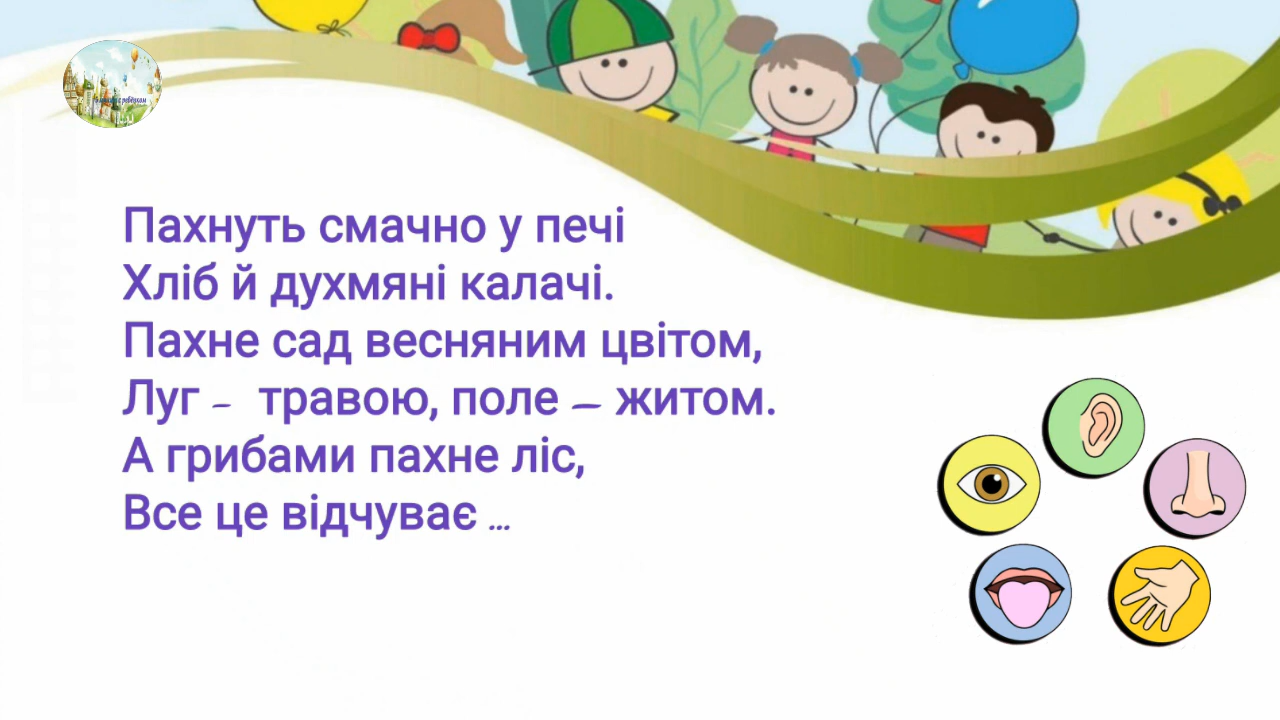 Пахнуть смачно у печі
Хліб й духмяні калачі.
Пахне сад весняним цвітом,
Луг - травою, поле – житом.
А грибами пахне ліс,
Все це відчуває ...